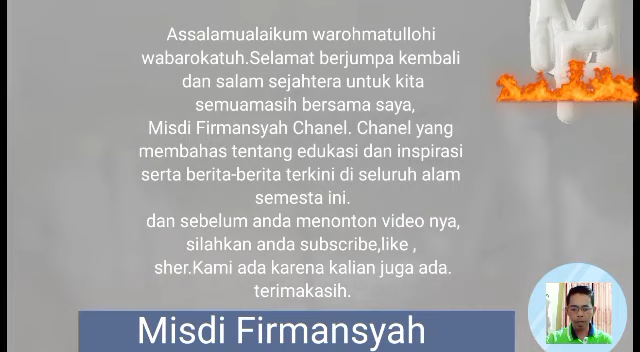 Assalamualaikum warohmatullohi
wabarokatuh.Selamat berjumpa kembali
dan salam sejahtera untuk kita
semuamasih bersama saya,
Misdi Firmansyah Chanel. Chanel yang
membahas tentang edukasi dan inspirasi
serta berita-berita terkini di seluruh alam
semesta ini.
dan sebelum anda menonton video nya,
silahkan anda subscribe,like ,
sher.Kami ada karena kalian juga ada.
terimakasih.
Misdi Firmansyah